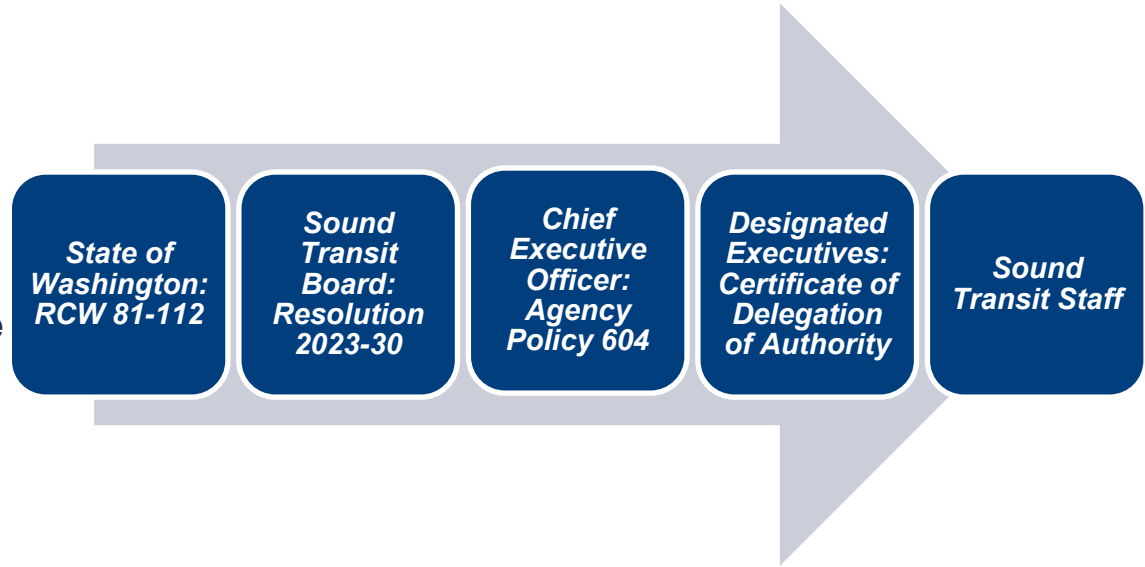 State of
Washington:
RCW 81-112
Sound
Transit
Board:
Resolution
2023-30
Chief
Executive
Officer:
Agency
Policy 604
Designated
Executives:
Certificate of
Delegation
of Authority
Sound
Transit Staff
e